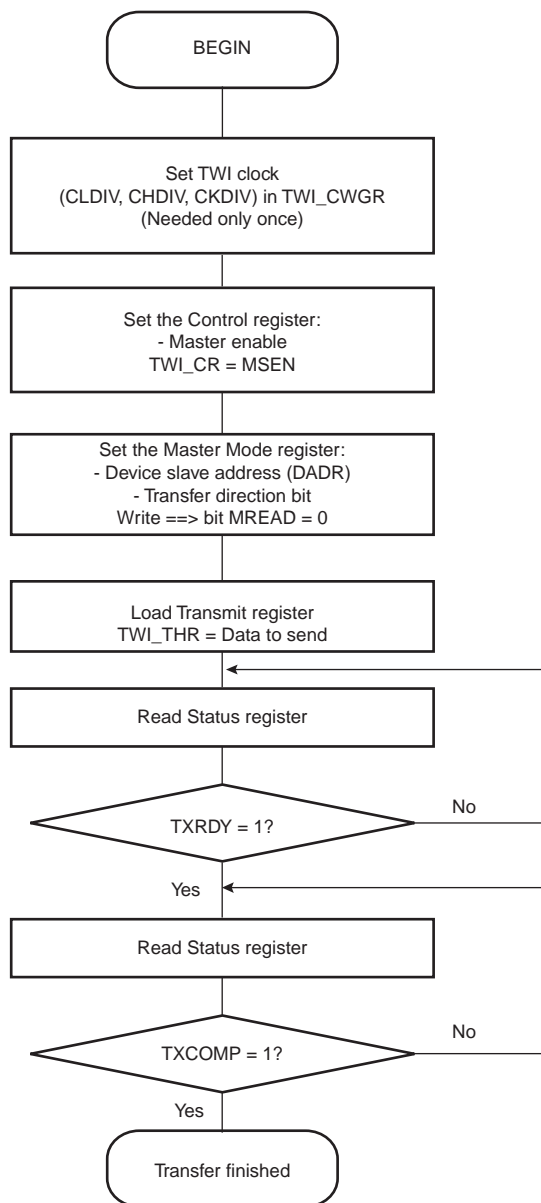 BEGIN
Set TWI clock
(CLDIV, CHDIV, CKDIV) in TWI_CWGR
(Needed only once)
Set the Control register:
- Master enable
TWI_CR = MSEN
Set the Master Mode register:
- Device slave address (DADR)
- Transfer direction bit
Write ==> bit MREAD = 0
Load Transmit register
TWI_THR = Data to send
Read Status register
TXRDY = 1?
No
Yes
Read Status register
TXCOMP = 1?
No
Yes
Transfer finished